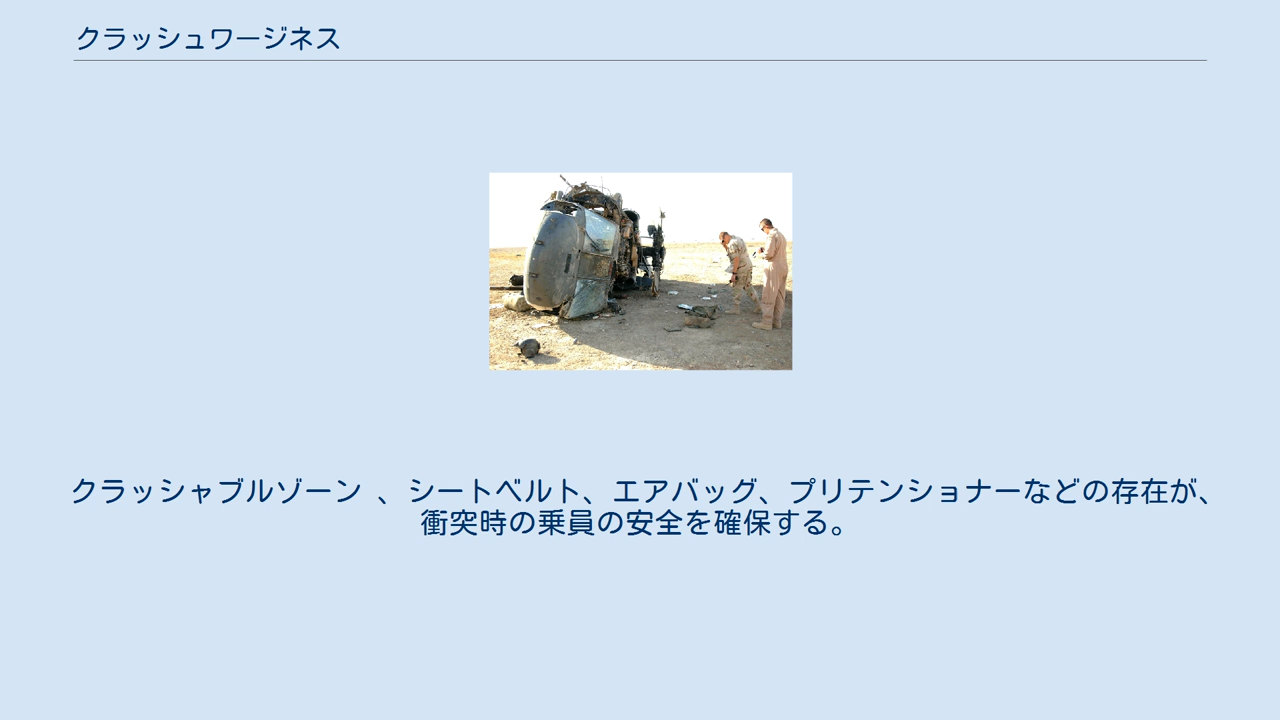 クラッシュワージネス
クラッシャブルゾーン 、シートベルト、エアバッグ、プリテンショナーなどの存在が、
衝突時の乗員の安全を確保する。